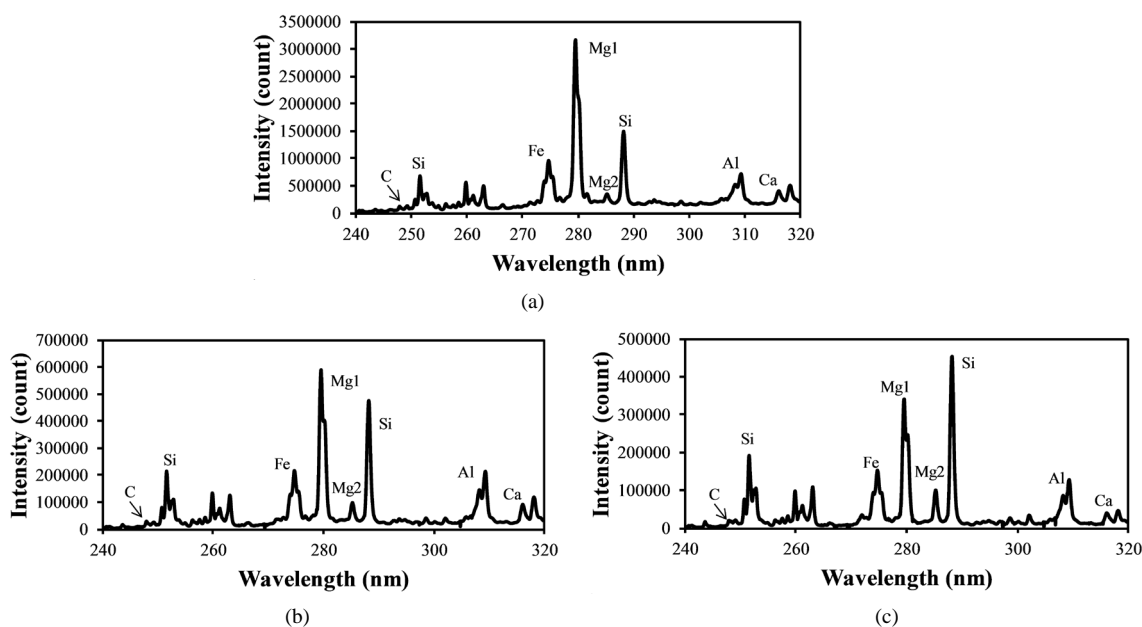 3500000
3000000
2500000
2000000
1500000
1000000
500000
0
Intensity (count)
Mg1
Si
Fe
Mg2
Si
C
Al
Ca
240 250 260 270 280 290 300 310 320
Wavelength (nm)
(a)
700000
600000
500000
400000
300000
200000
100000
0
Intensity (count)
Mg1
Si
Fe
Mg2
Si
C
Al
Ca
240 260 280 300 320
Wavelength (nm)
(b)
500000
400000
300000
200000
100000
0
Intensity (count)
Si
Mg1
Si
Fe
Mg2
C
Al
Ca
240 260 280 300 320
Wavelength (nm)
(c)